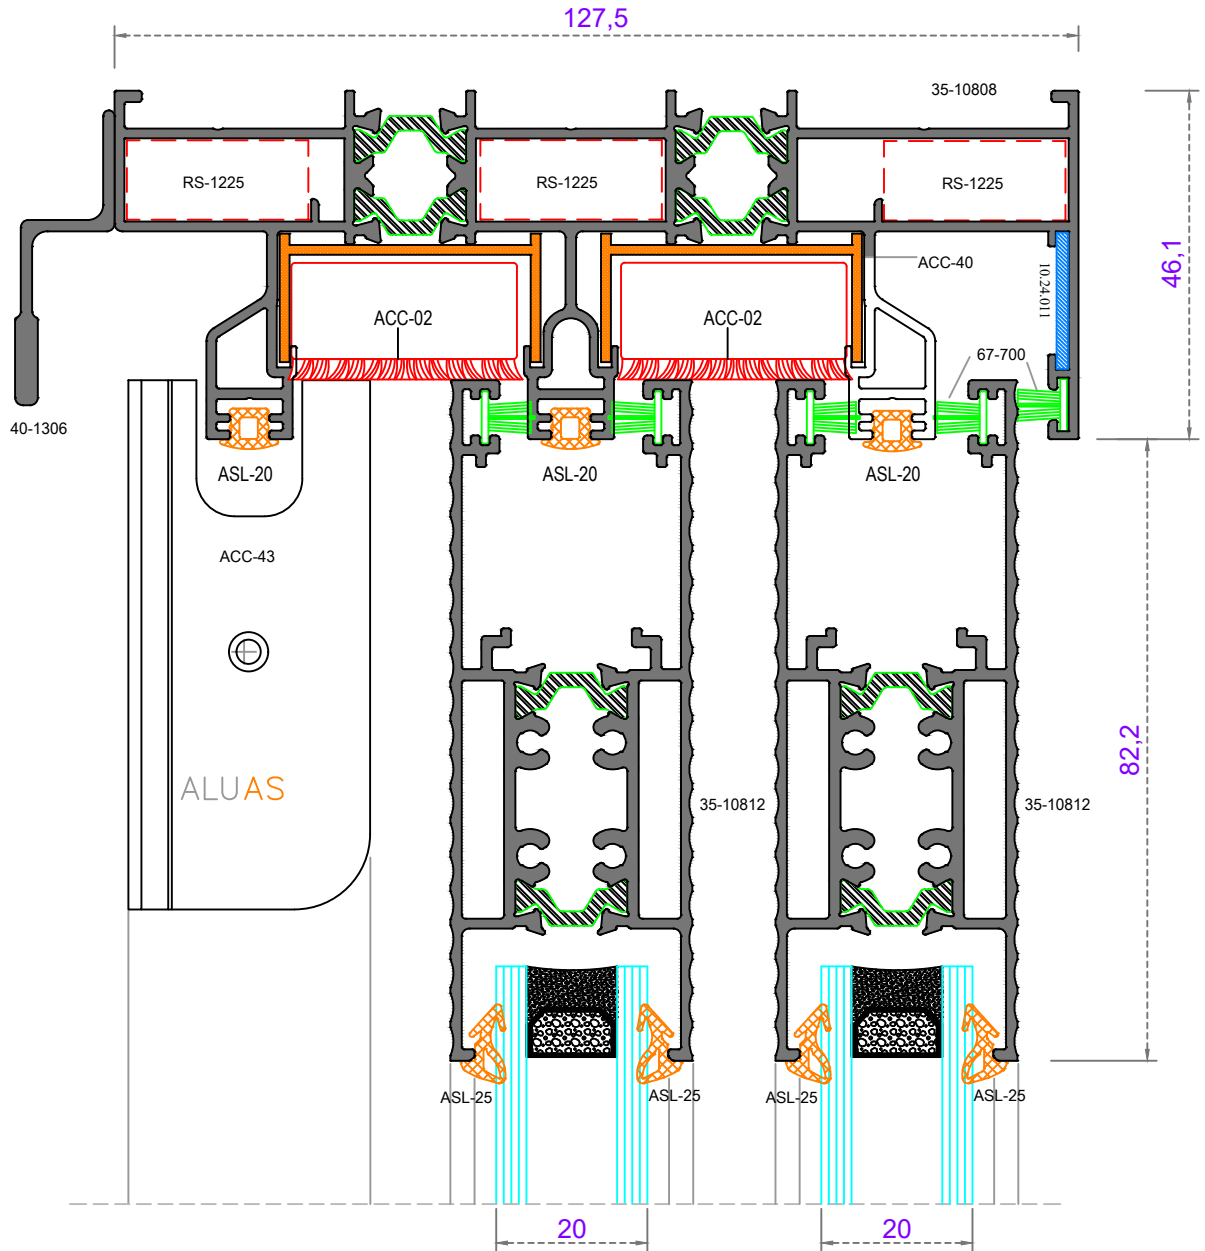 127,5
35-10808
RS-1225
RS-1225
RS-1225
46,1
ACC-40
10.24.011
ACC-02
ACC-02
67-700
40-1306
ASL-20
ASL-20
ASL-20
ACC-43
82,2
ALUAS
35-10812
35-10812
ASL-25
ASL-25
ASL-25
ASL-25
20
20